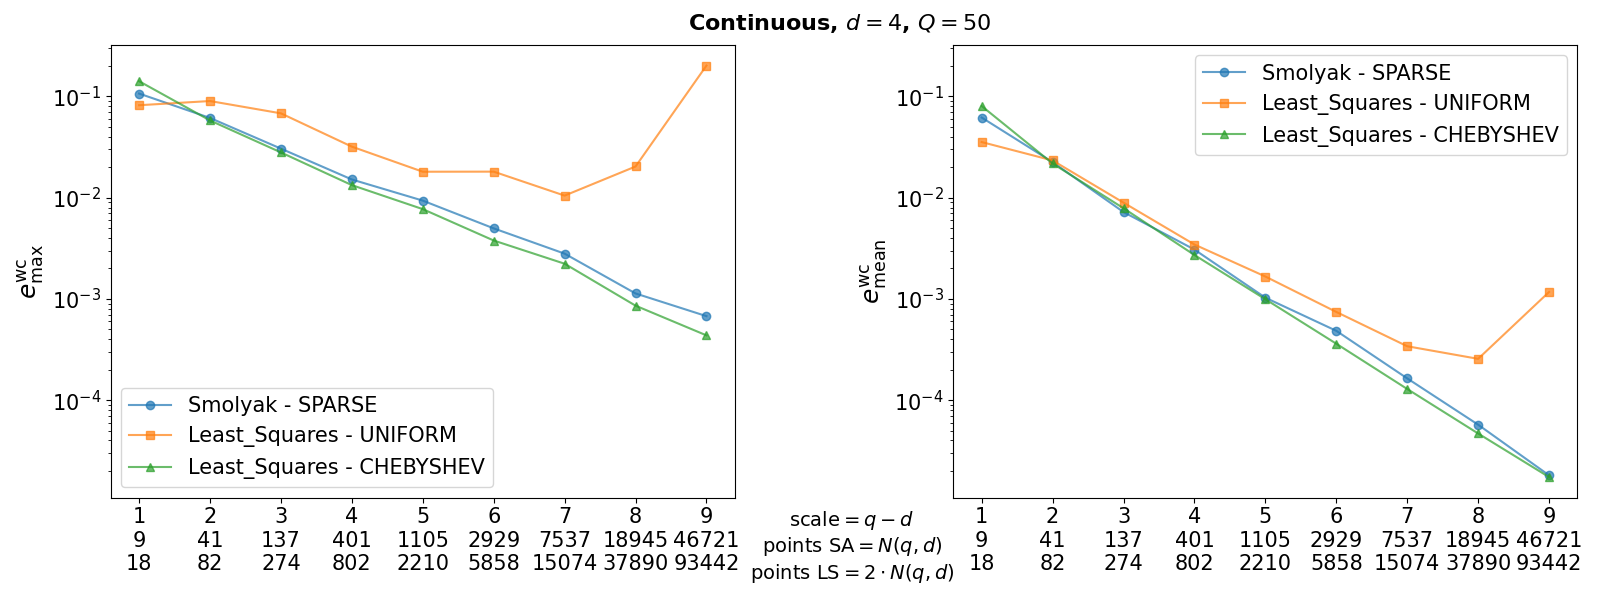 Continuous, d = 4, Q = 50
e^wc_max
10^-1
10^-2
10^-3
10^-4
Smolyak - SPARSE
Least_Squares - UNIFORM
Least_Squares - CHEBYSHEV
1 2 3 4 5 6 7 8 9
9 41 137 401 1105 2929 7537 18945 46721
18 82 274 802 2210 5858 15074 37890 93442
scale = q − d
points SA = N(q, d)
points LS = 2 · N(q, d)
e^wc_mean
10^-1
10^-2
10^-3
10^-4
Smolyak - SPARSE
Least_Squares - UNIFORM
Least_Squares - CHEBYSHEV
1 2 3 4 5 6 7 8 9
9 41 137 401 1105 2929 7537 18945 46721
18 82 274 802 2210 5858 15074 37890 93442